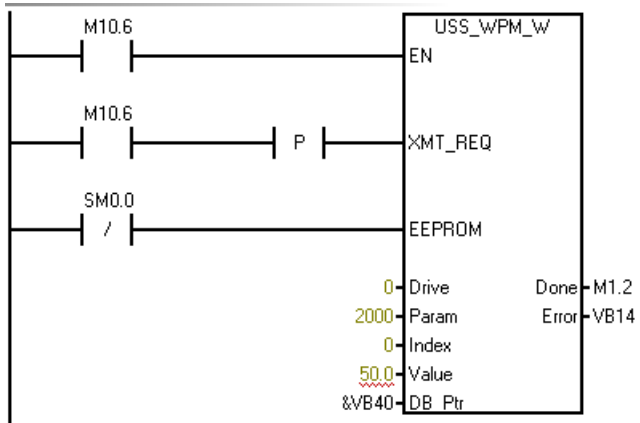 M10.6 USS_WPM_W
EN
M10.6
P XMT_REQ
SM0.0
/ EEPROM
0 Drive Done M1.2
2000 Param Error VB14
0 Index
50.0 Value
&VB40 DB_Ptr